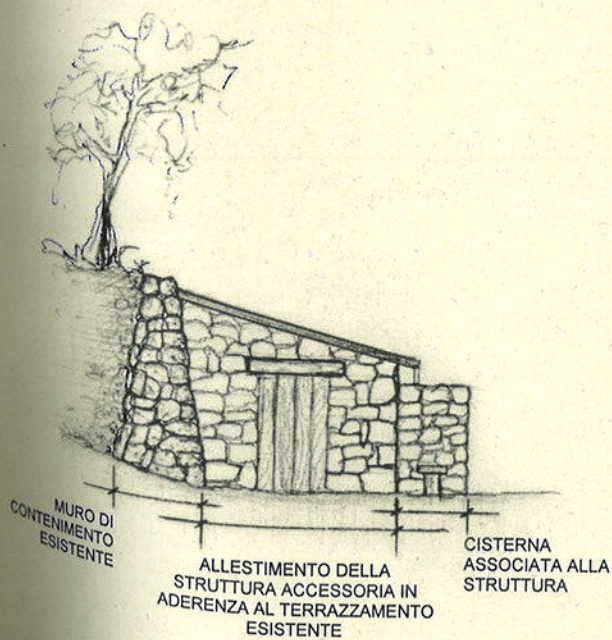 MURO DI
CONTENIMENTO
ESISTENTE
ALLESTIMENTO DELLA
STRUTTURA ACCESSORIA IN
ADERENZA AL TERRAZZAMENTO
ESISTENTE
CISTERNA
ASSOCIATA ALLA
STRUTTURA